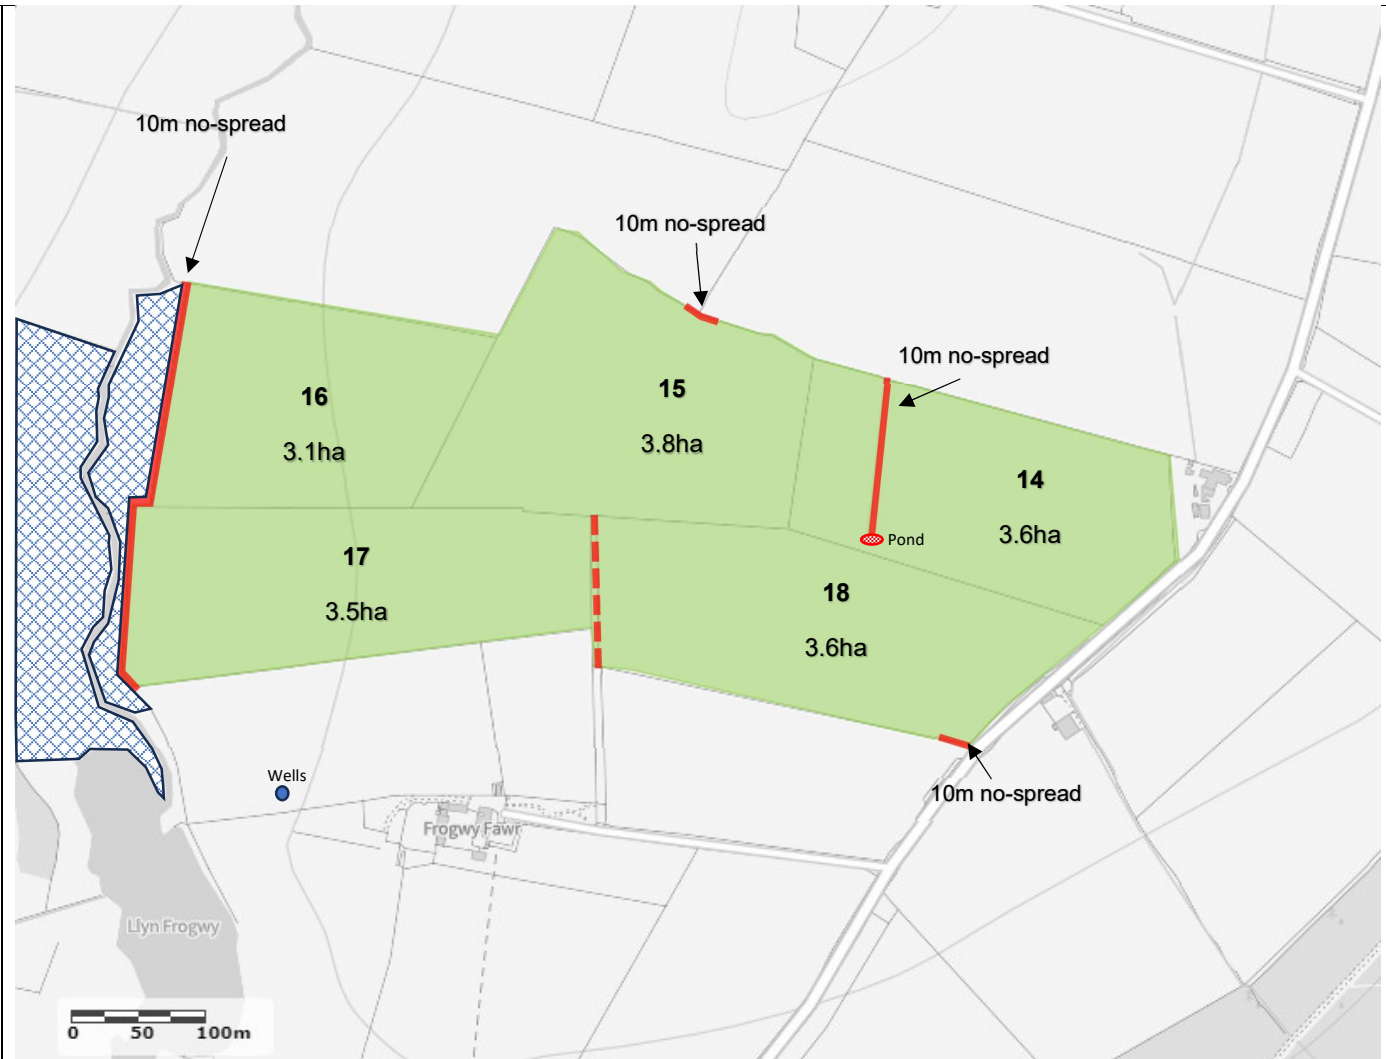 10m no-spread
10m no-spread
10m no-spread
16
3.1ha
15
3.8ha
14
3.6ha
Pond
17
3.5ha
18
3.6ha
Wells
10m no-spread
Frogwy Fawr
Llyn Frogwy
0 50 100m